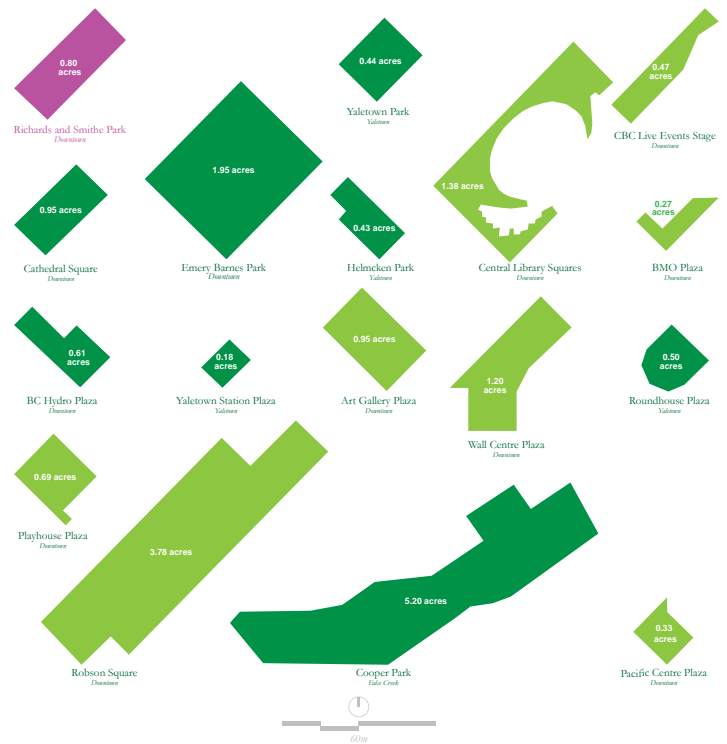 0.80
acres
Richards and Smithe Park
Downtown
0.44 acres
Yaletown Park
Yaletown
0.47
acres
CBC Live Events Stage
Downtown
0.95 acres
Cathedral Square
Downtown
1.95 acres
Emery Barnes Park
Downtown
0.43 acres
Helmcken Park
Yaletown
1.38 acres
Central Library Squares
Downtown
0.27
acres
BMO Plaza
Downtown
0.61
acres
BC Hydro Plaza
Downtown
0.18
acres
Yaletown Station Plaza
Yaletown
0.95 acres
Art Gallery Plaza
Downtown
1.20
acres
Wall Centre Plaza
Downtown
0.50
acres
Roundhouse Plaza
Yaletown
0.69 acres
Playhouse Plaza
Downtown
3.78 acres
Robson Square
Downtown
5.20 acres
Cooper Park
False Creek
0.33
acres
Pacific Centre Plaza
Downtown
60m